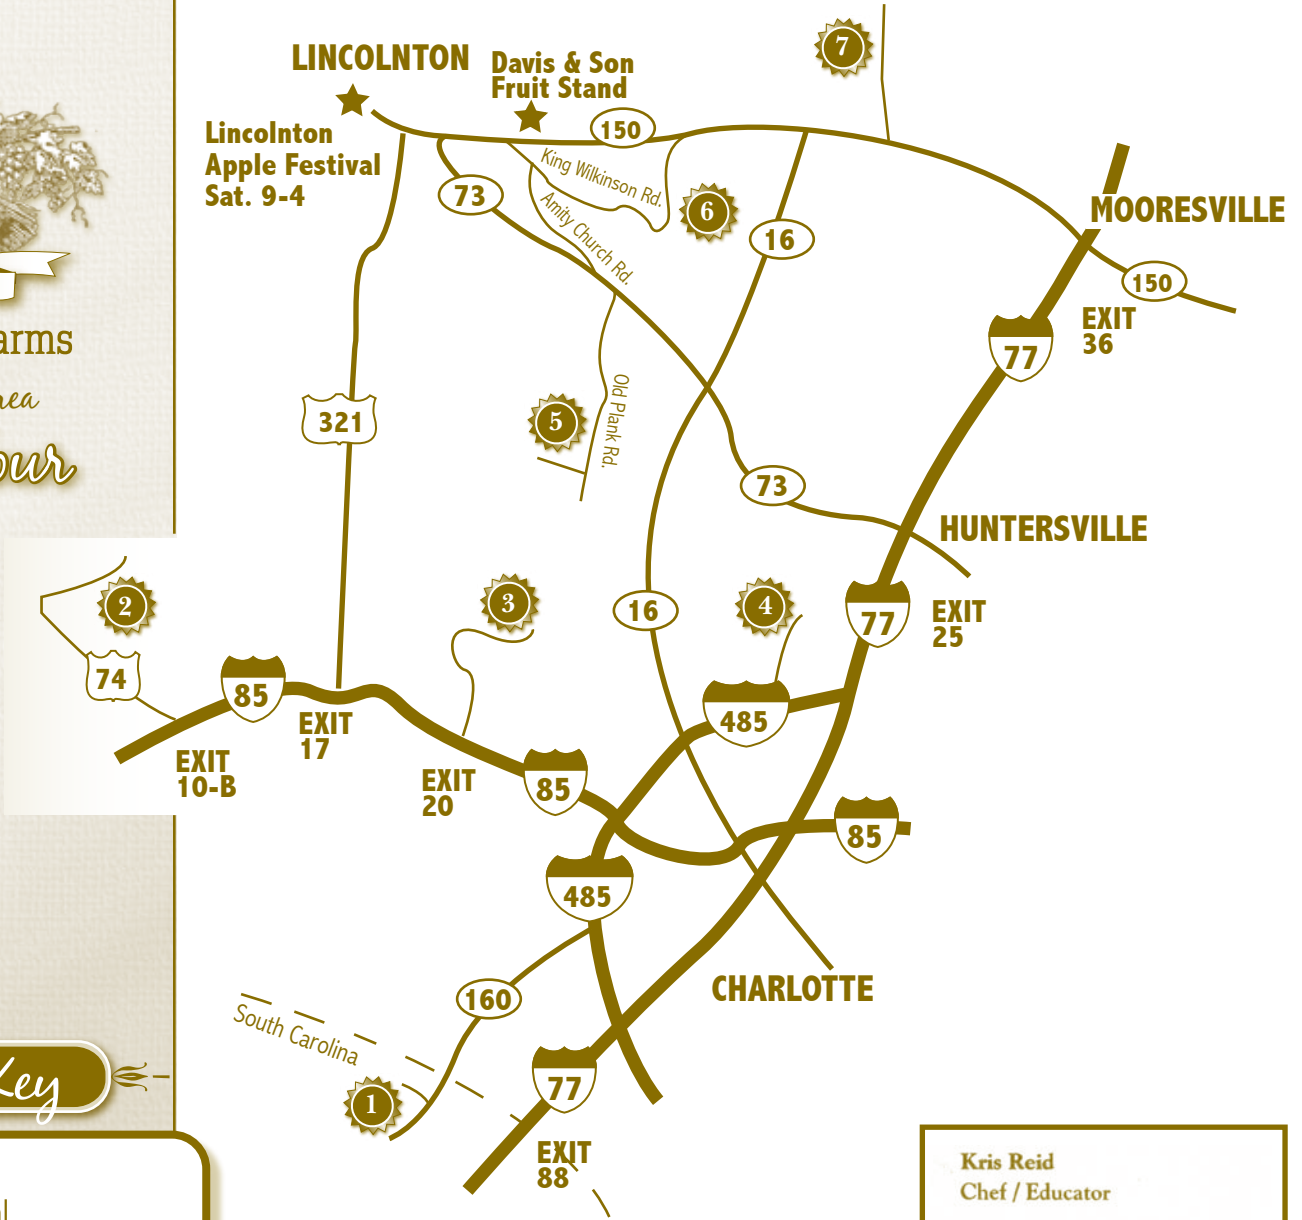 LINCOLNTON
Davis & Son
Fruit Stand
7
150
Lincolnton
Apple Festival
Sat. 9-4
King Wilkinson Rd.
73
6
Amity Church Rd.
16
MOORESVILLE
150
EXIT
36
77
arms
321
5
Old Plank Rd.
73
HUNTERSVILLE
2
3
16
4
77
EXIT
25
74
85
485
EXIT
17
EXIT
10-B
EXIT
20
85
85
485
160
CHARLOTTE
South Carolina
Key
1
77
EXIT
88
Kris Reid
Chef / Educator